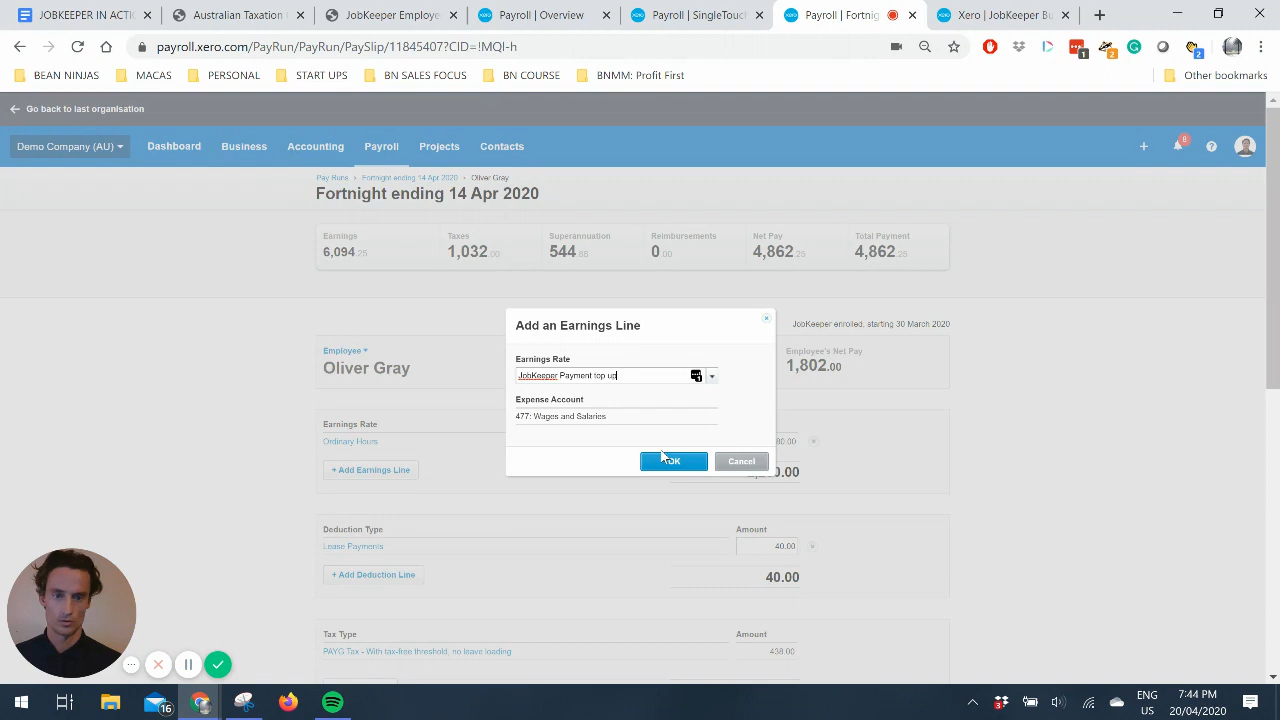 JOBKEEPER IN ACTI
Australian Taxation
JobKeeper Employe
Payroll | Overview
Payroll | Single Touch
Payroll | Fortnig
Xero | JobKeeper Bu
payroll.xero.com/PayRun/PayRun/PaySlip/11845407?CID=!MQI-h
BEAN NINJAS
MACAS
PERSONAL
START UPS
BN SALES FOCUS
BN COURSE
BNMM: Profit First
Other bookmarks
Go back to last organisation
Demo Company (AU)
Dashboard
Business
Accounting
Payroll
Projects
Contacts
8
Pay Runs > Fortnight ending 14 Apr 2020 > Oliver Gray
Fortnight ending 14 Apr 2020
Earnings
6,094.25
Taxes
1,032.00
Superannuation
544.88
Reimbursements
0.00
Net Pay
4,862.25
Total Payment
4,862.25
JobKeeper enrolled, starting 30 March 2020
Employee
Oliver Gray
Employee's Net Pay
1,802.00
Add an Earnings Line
Earnings Rate
JobKeeper Payment top up
Expense Account
477: Wages and Salaries
OK
Cancel
Earnings Rate
Ordinary Hours
+ Add Earnings Line
Deduction Type
Amount
Lease Payments
40.00
+ Add Deduction Line
40.00
Tax Type
Amount
PAYG Tax - With tax-free threshold, no leave loading
438.00
16
3
ENG
US
7:44 PM
20/04/2020